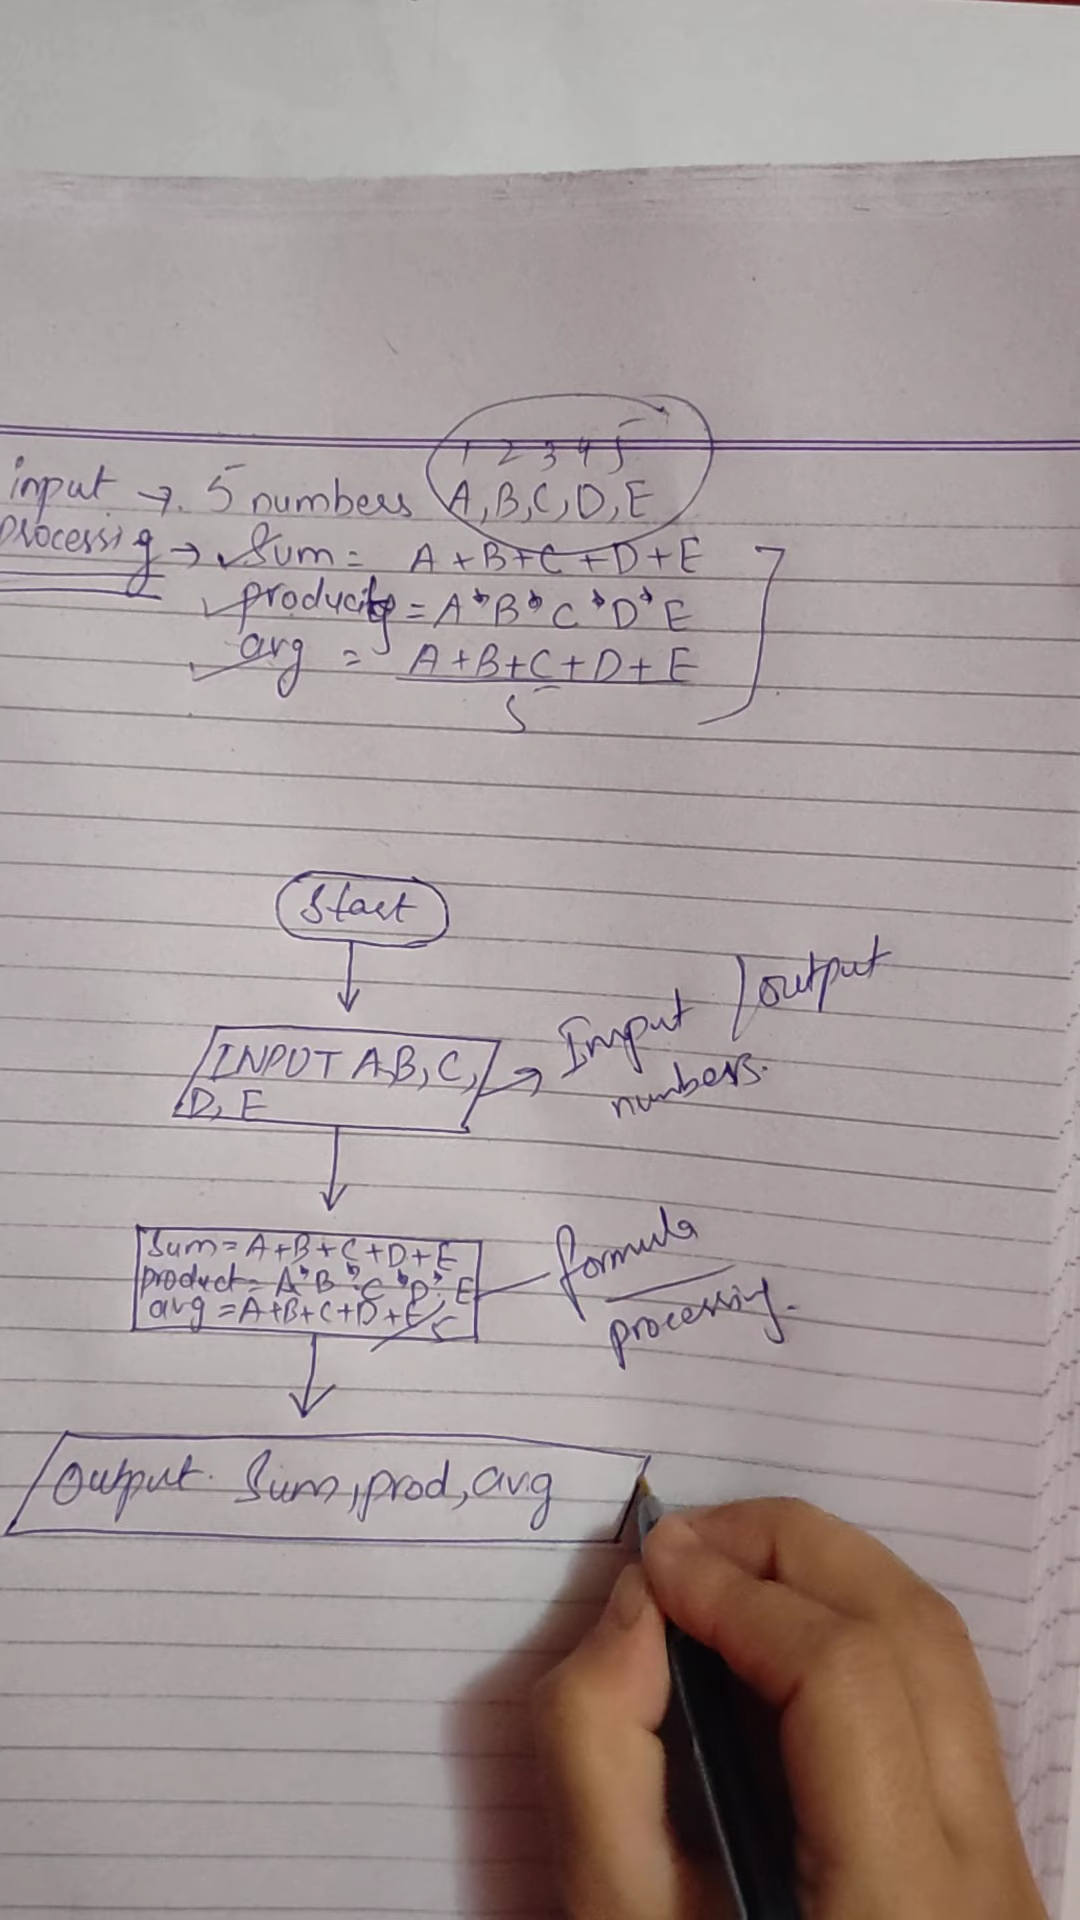 1 2 3 4 5
input → 5 numbers A, B, C, D, E
processig → Sum = A+B+C+D+E
product = A*B*C*D*E
avg = A+B+C+D+E
5
Start
INPUT A,B,C,
D, E
Input / output
numbers.
Sum = A+B+C+D+E
product = A*B*C*D*E
avg = A+B+C+D+E/5
formula
processing.
Output. Sum, prod, avg